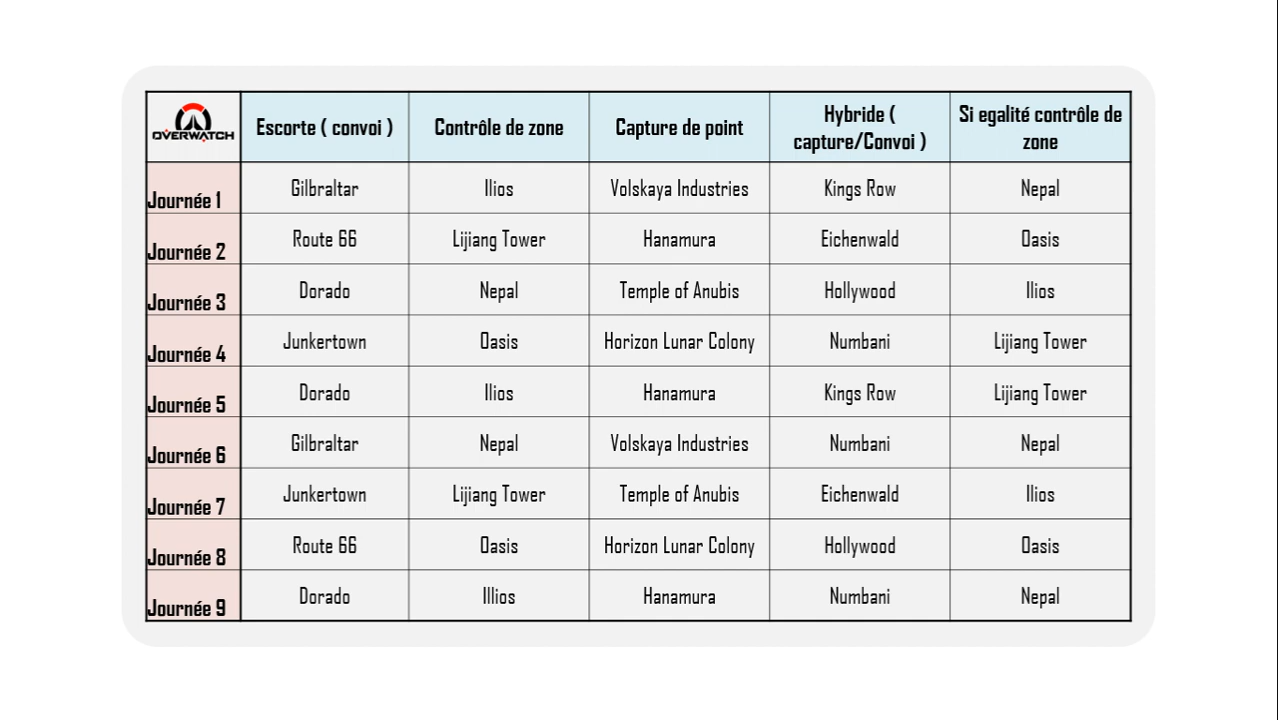 OVERWATCH
Escorte ( convoi )
Contrôle de zone
Capture de point
Hybride (
capture/Convoi )
Si egalité contrôle de
zone
Journée 1
Gilbraltar
Ilios
Volskaya Industries
Kings Row
Nepal
Journée 2
Route 66
Lijiang Tower
Hanamura
Eichenwald
Oasis
Journée 3
Dorado
Nepal
Temple of Anubis
Hollywood
Ilios
Journée 4
Junkertown
Oasis
Horizon Lunar Colony
Numbani
Lijiang Tower
Journée 5
Dorado
Ilios
Hanamura
Kings Row
Lijiang Tower
Journée 6
Gilbraltar
Nepal
Volskaya Industries
Numbani
Nepal
Journée 7
Junkertown
Lijiang Tower
Temple of Anubis
Eichenwald
Ilios
Journée 8
Route 66
Oasis
Horizon Lunar Colony
Hollywood
Oasis
Journée 9
Dorado
Illios
Hanamura
Numbani
Nepal